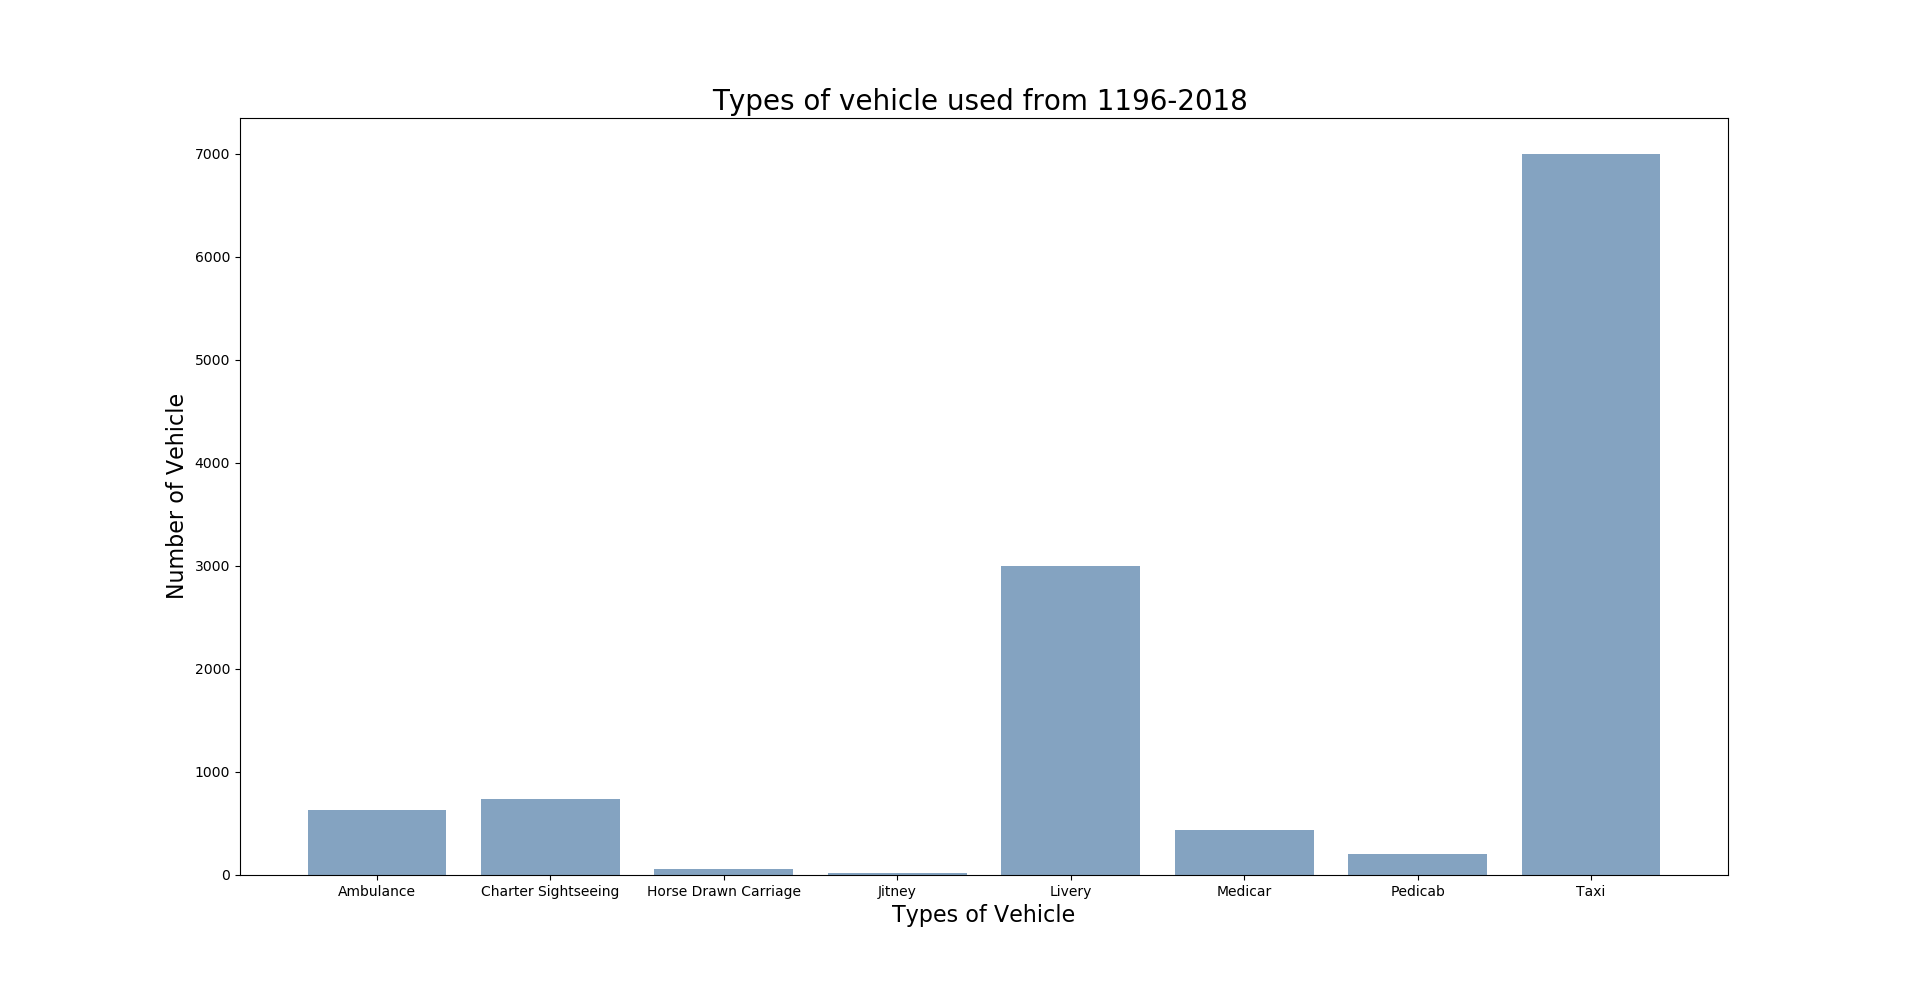 Types of vehicle used from 1196-2018
Number of Vehicle
7000
6000
5000
4000
3000
2000
1000
0
Ambulance Charter Sightseeing Horse Drawn Carriage Jitney Livery Medicar Pedicab Taxi
Types of Vehicle